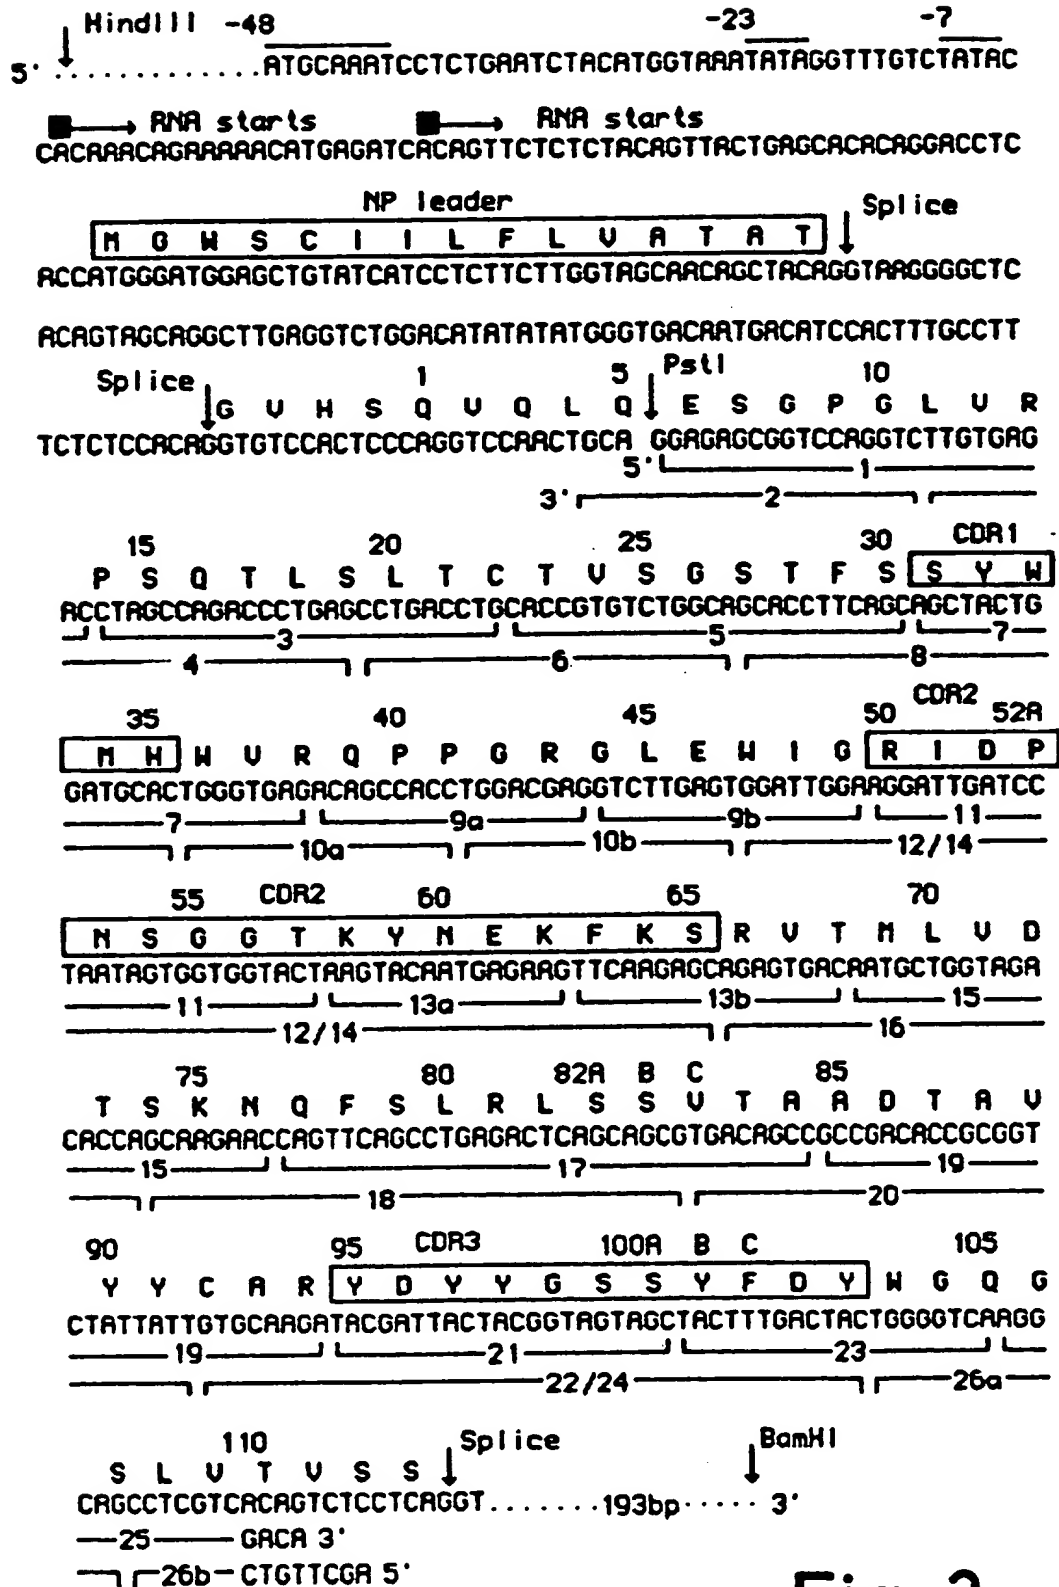 HindIII -48 -23 -7
5' .............ATGCAAATCCTCTGAATCTACATGGTAAATATAGGTTTGTCTATAC
RNA starts RNA starts
CACAAACAGAAAAACATGAGATCACAGTTCTCTCTACAGTTACTGAGCACACAGGACCTC
NP leader Splice
M G W S C I I L F L V A T A T
ACCATGGGATGGAGCTGTATCATCCTCTTCTTGGTAGCAACAGCTACAGGTAAGGGGCTC
ACAGTAGCAGGCTTGAGGTCTGGACATATATATGGGTGACAATGACATCCACTTTGCCTT
Splice 1 5 PstI 10
G V H S Q V Q L Q E S G P G L V R
TCTCTCCACAGGTGTCCACTCCCAGGTCCAACTGCA GGAGAGCGGTCCAGGTCTTGTGAG
5' 1
3' 2
15 20 25 30 CDR1
P S Q T L S L T C T V S G S T F S S Y W
ACCTAGCCAGACCCTGAGCCTGACCTGCACCGTGTCTGGCAGCACCTTCAGCAGCTACTG
3 5 7
4 6 8
35 40 45 50 CDR2 52A
M H W V R Q P P G R G L E W I G R I D P
GATGCACTGGGTGAGACAGCCACCTGGACGAGGTCTTGAGTGGATTGGAAGGATTGATCC
7 9a 9b 11
10a 10b 12/14
55 CDR2 60 65 70
N S G G T K Y N E K F K S R V T M L V D
TAATAGTGGTGGTACTAAGTACAATGAGAAGTTCAAGAGCAGAGTGACAATGCTGGTAGA
11 13a 13b 15
12/14 16
75 80 82A B C 85
T S K N Q F S L R L S S V T A A D T A V
CACCAGCAAGAACCAGTTCAGCCTGAGACTCAGCAGCGTGACAGCCGCCGACACCGCGGT
15 17 19
18 20
90 95 CDR3 100A B C 105
Y Y C A R Y D Y Y G S S Y F D Y W G Q G
CTATTATTGTGCAAGATACGATTACTACGGTAGTAGCTACTTTGACTACTGGGGTCAAGG
19 21 23
22/24 26a
110 Splice BamHI
S L V T V S S
CAGCCTCGTCACAGTCTCCTCAGGT.......193bp..... 3'
25 GACA 3'
26b CTGTTCGA 5'